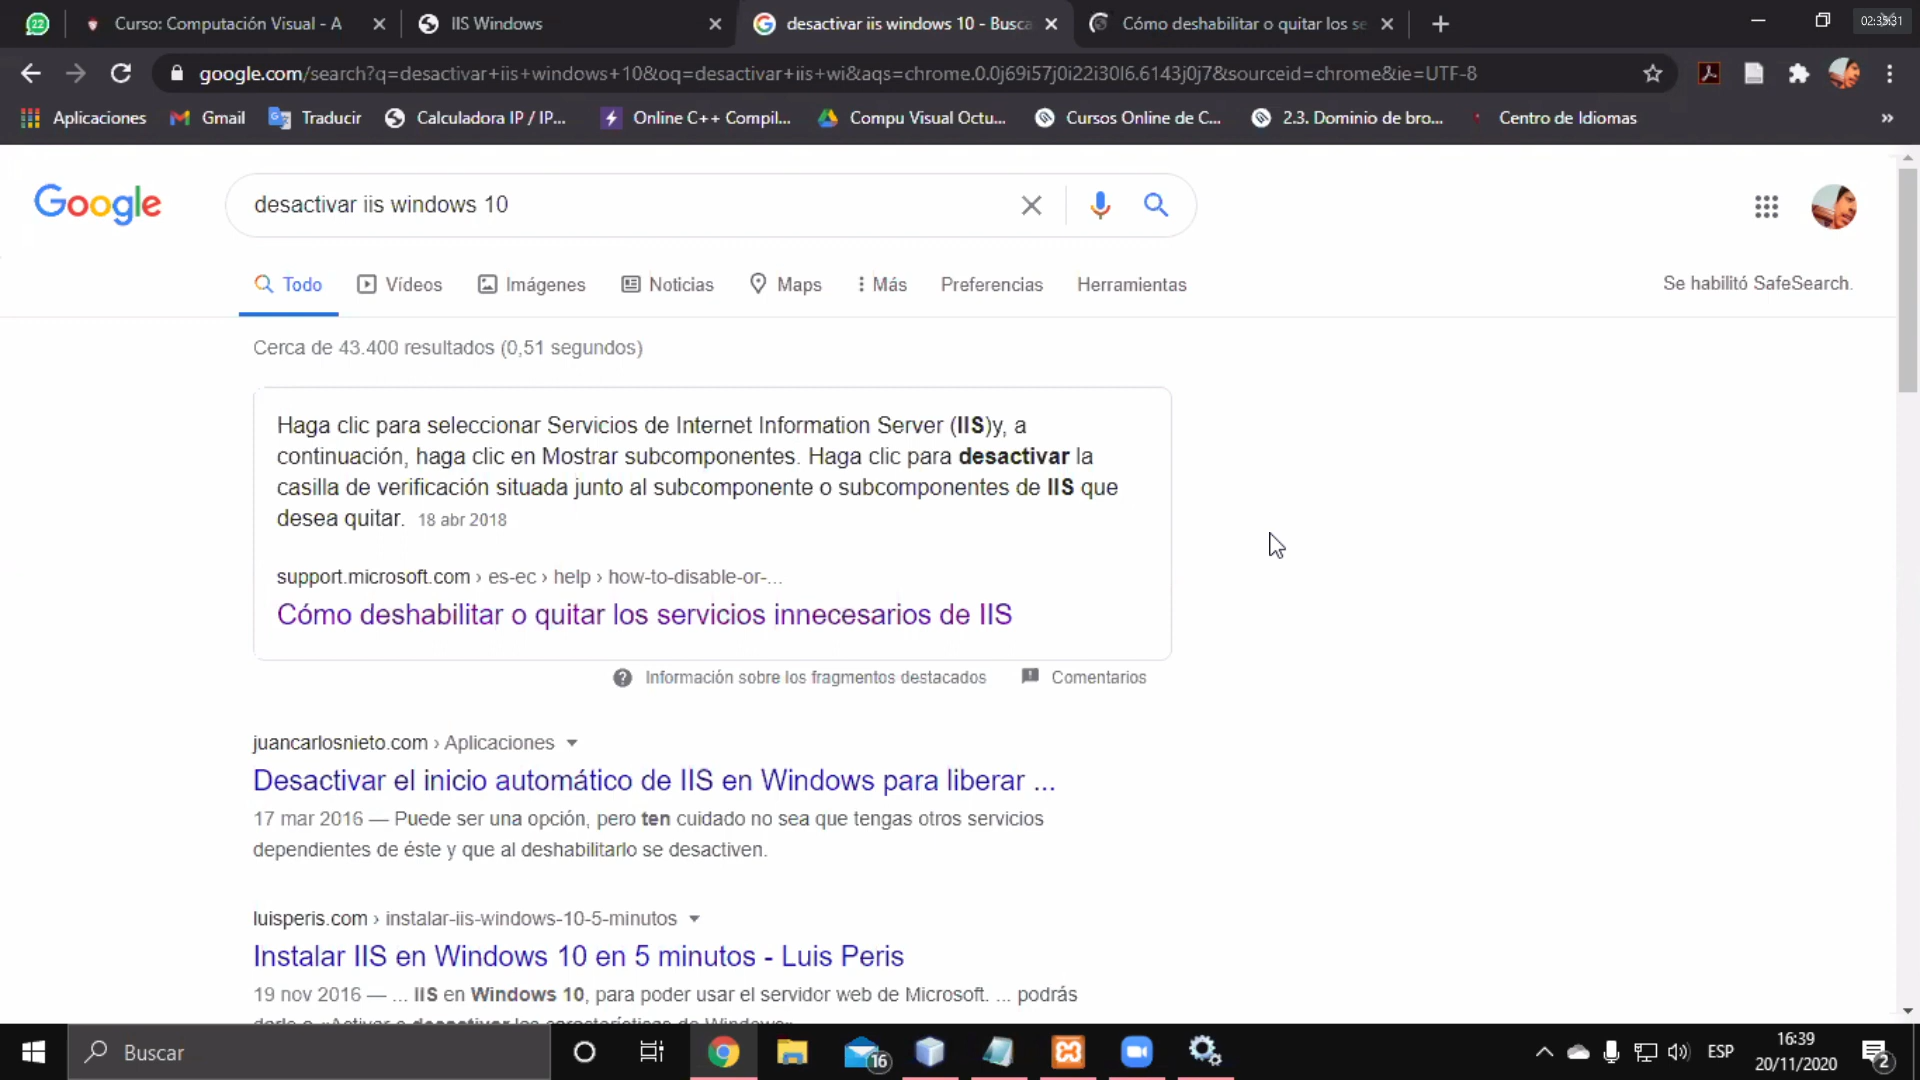 22
Curso: Computación Visual - A
IIS Windows
desactivar iis windows 10 - Busca
Cómo deshabilitar o quitar los se
google.com/search?q=desactivar+iis+windows+10&oq=desactivar+iis+wi&aqs=chrome.0.0j69i57j0i22i30l6.6143j0j7&sourceid=chrome&ie=UTF-8
Aplicaciones
Gmail
Traducir
Calculadora IP / IP...
Online C++ Compil...
Compu Visual Octu...
Cursos Online de C...
2.3. Dominio de bro...
Centro de Idiomas
»
Google
desactivar iis windows 10
Todo
Vídeos
Imágenes
Noticias
Maps
Más
Preferencias
Herramientas
Se habilitó SafeSearch.
Cerca de 43.400 resultados (0,51 segundos)
Haga clic para seleccionar Servicios de Internet Information Server (IIS)y, a
continuación, haga clic en Mostrar subcomponentes. Haga clic para desactivar la
casilla de verificación situada junto al subcomponente o subcomponentes de IIS que
desea quitar. 18 abr 2018
support.microsoft.com › es-ec › help › how-to-disable-or-...
Cómo deshabilitar o quitar los servicios innecesarios de IIS
Información sobre los fragmentos destacados
Comentarios
juancarlosnieto.com › Aplicaciones
Desactivar el inicio automático de IIS en Windows para liberar ...
17 mar 2016 — Puede ser una opción, pero ten cuidado no sea que tengas otros servicios
dependientes de éste y que al deshabilitarlo se desactiven.
luisperis.com › instalar-iis-windows-10-5-minutos
Instalar IIS en Windows 10 en 5 minutos - Luis Peris
19 nov 2016 — ... IIS en Windows 10, para poder usar el servidor web de Microsoft. ... podrás
darle a «Activar o desactivar las características de Windows»
Buscar
16
ESP
16:39
20/11/2020
2